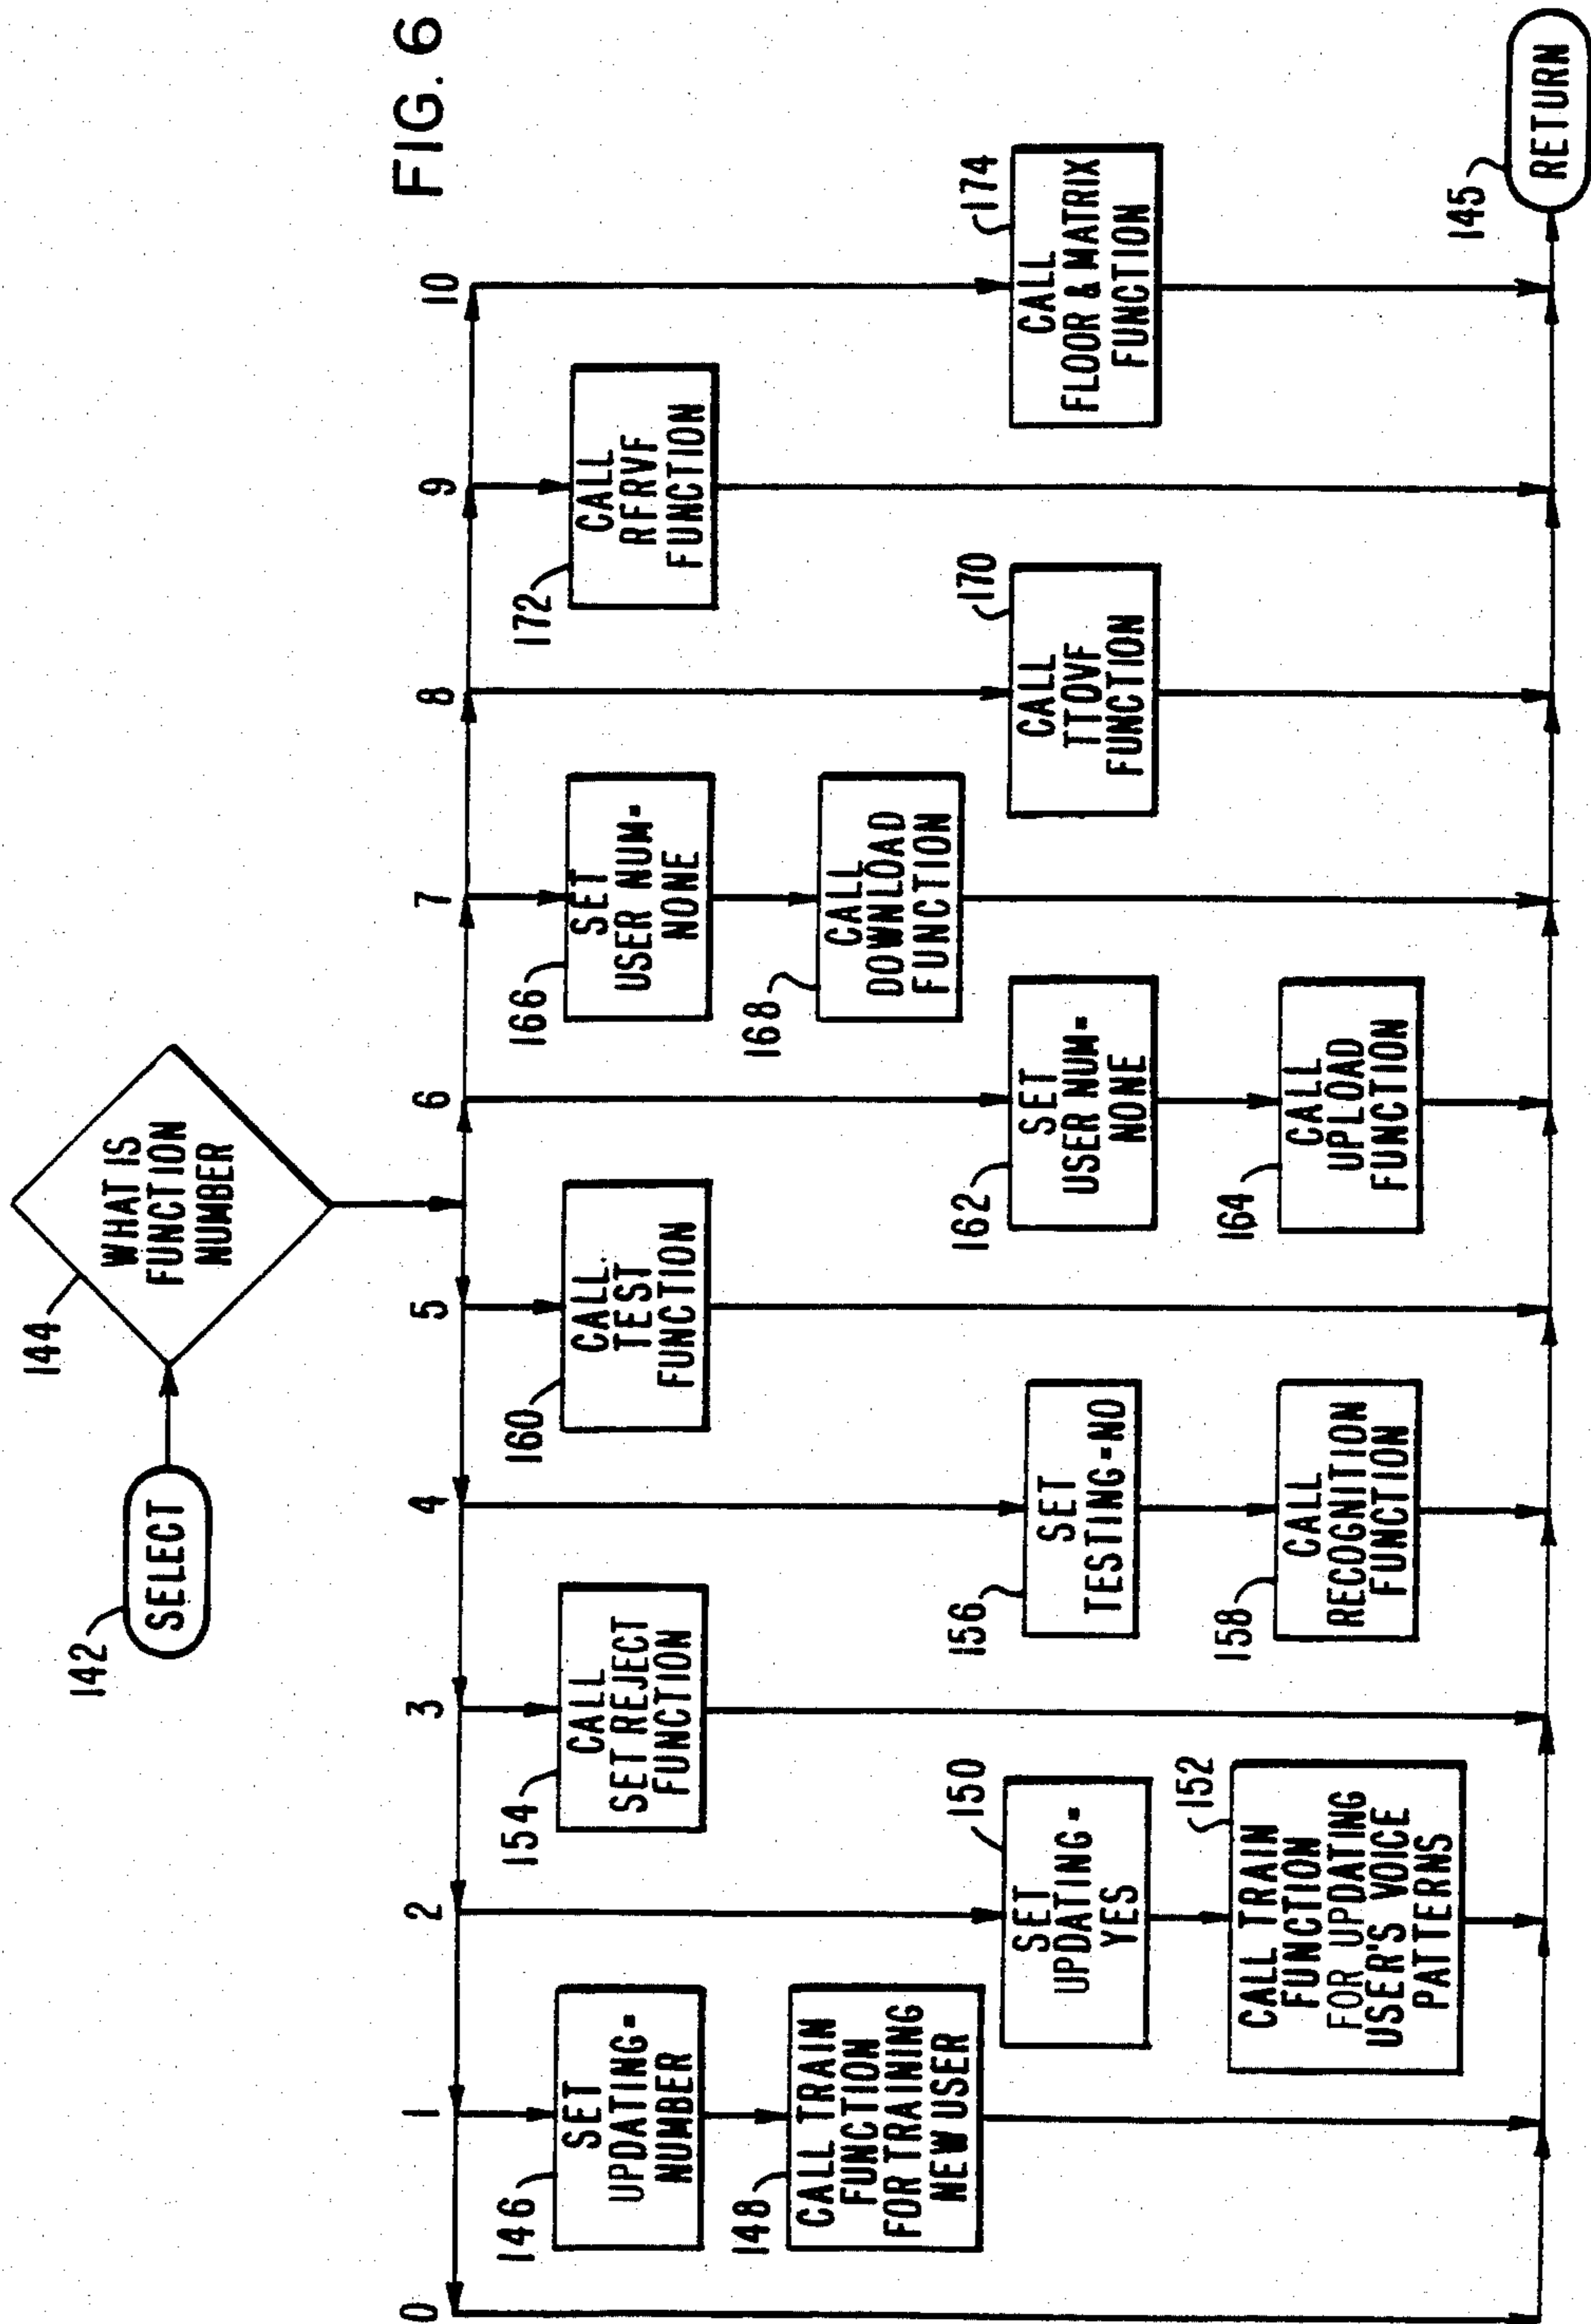 FIG. 6
142
SELECT
144
WHAT IS
FUNCTION
NUMBER
0
1
2
3
4
5
6
7
8
9
10
146
SET
UPDATING=
NUMBER
148
CALL TRAIN
FUNCTION
FOR TRAINING
NEW USER
150
SET
UPDATING=
YES
152
CALL TRAIN
FUNCTION
FOR UPDATING
USER'S VOICE
PATTERNS
154
CALL
SET REJECT
FUNCTION
156
SET
TESTING=NO
158
CALL
RECOGNITION
FUNCTION
160
CALL
TEST
FUNCTION
162
SET
USER NUM=
NONE
164
CALL
UPLOAD
FUNCTION
166
SET
USER NUM=
NONE
168
CALL
DOWNLOAD
FUNCTION
170
CALL
TTOVF
FUNCTION
172
CALL
RFRVF
FUNCTION
174
CALL
FLOOR & MATRIX
FUNCTION
145
RETURN